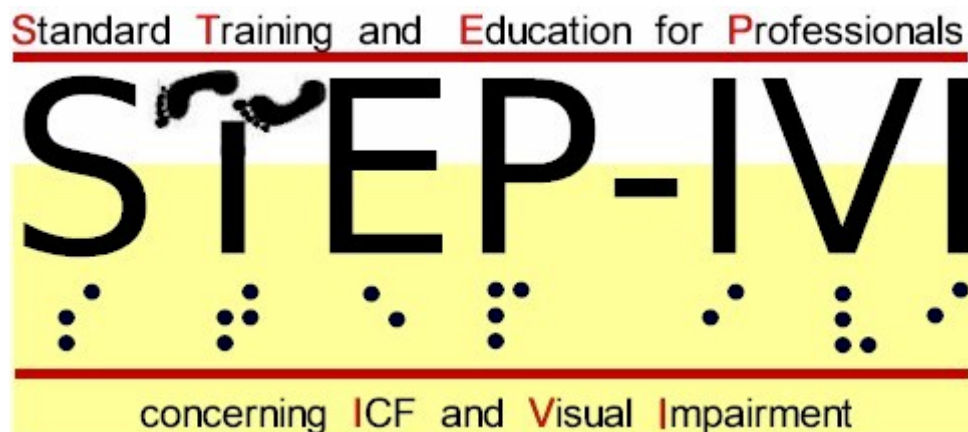 Standard Training and Education for Professionals
STEP-IVI
⠎⠞⠑⠏ ⠊⠧⠊
concerning ICF and Visual Impairment